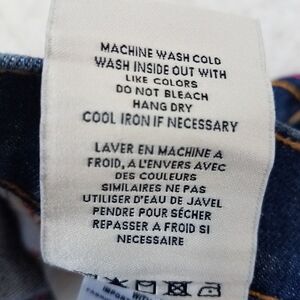 MACHINE WASH COLD
WASH INSIDE OUT WITH
LIKE COLORS
DO NOT BLEACH
HANG DRY
COOL IRON IF NECESSARY
LAVER EN MACHINE A
FROID, A L'ENVERS AVEC
DES COULEURS
SIMILAIRES NE PAS
UTILISER D'EAU DE JAVEL
PENDRE POUR SÉCHER
REPASSER A FROID SI
NECESSAIRE